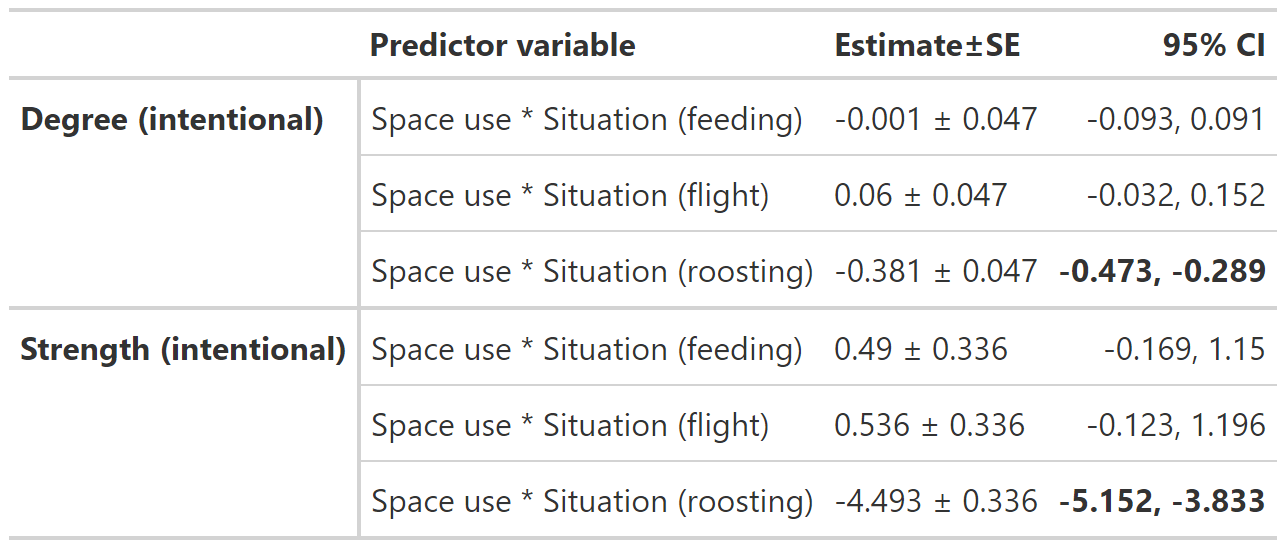 Predictor variable Estimate±SE 95% CI
Degree (intentional) Space use * Situation (feeding) -0.001 ± 0.047 -0.093, 0.091
Space use * Situation (flight) 0.06 ± 0.047 -0.032, 0.152
Space use * Situation (roosting) -0.381 ± 0.047 -0.473, -0.289
Strength (intentional) Space use * Situation (feeding) 0.49 ± 0.336 -0.169, 1.15
Space use * Situation (flight) 0.536 ± 0.336 -0.123, 1.196
Space use * Situation (roosting) -4.493 ± 0.336 -5.152, -3.833